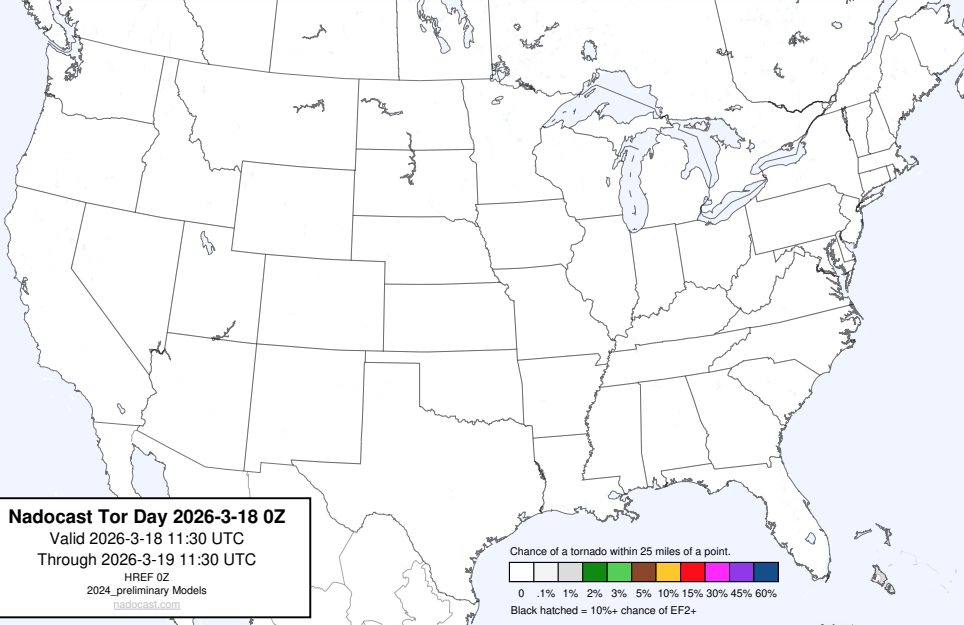 Nadocast Tor Day 2026-3-18 0Z
Valid 2026-3-18 11:30 UTC
Through 2026-3-19 11:30 UTC
HREF 0Z
2024_preliminary Models
nadocast.com
Chance of a tornado within 25 miles of a point.
0 .1% 1% 2% 3% 5% 10% 15% 30% 45% 60%
Black hatched = 10%+ chance of EF2+